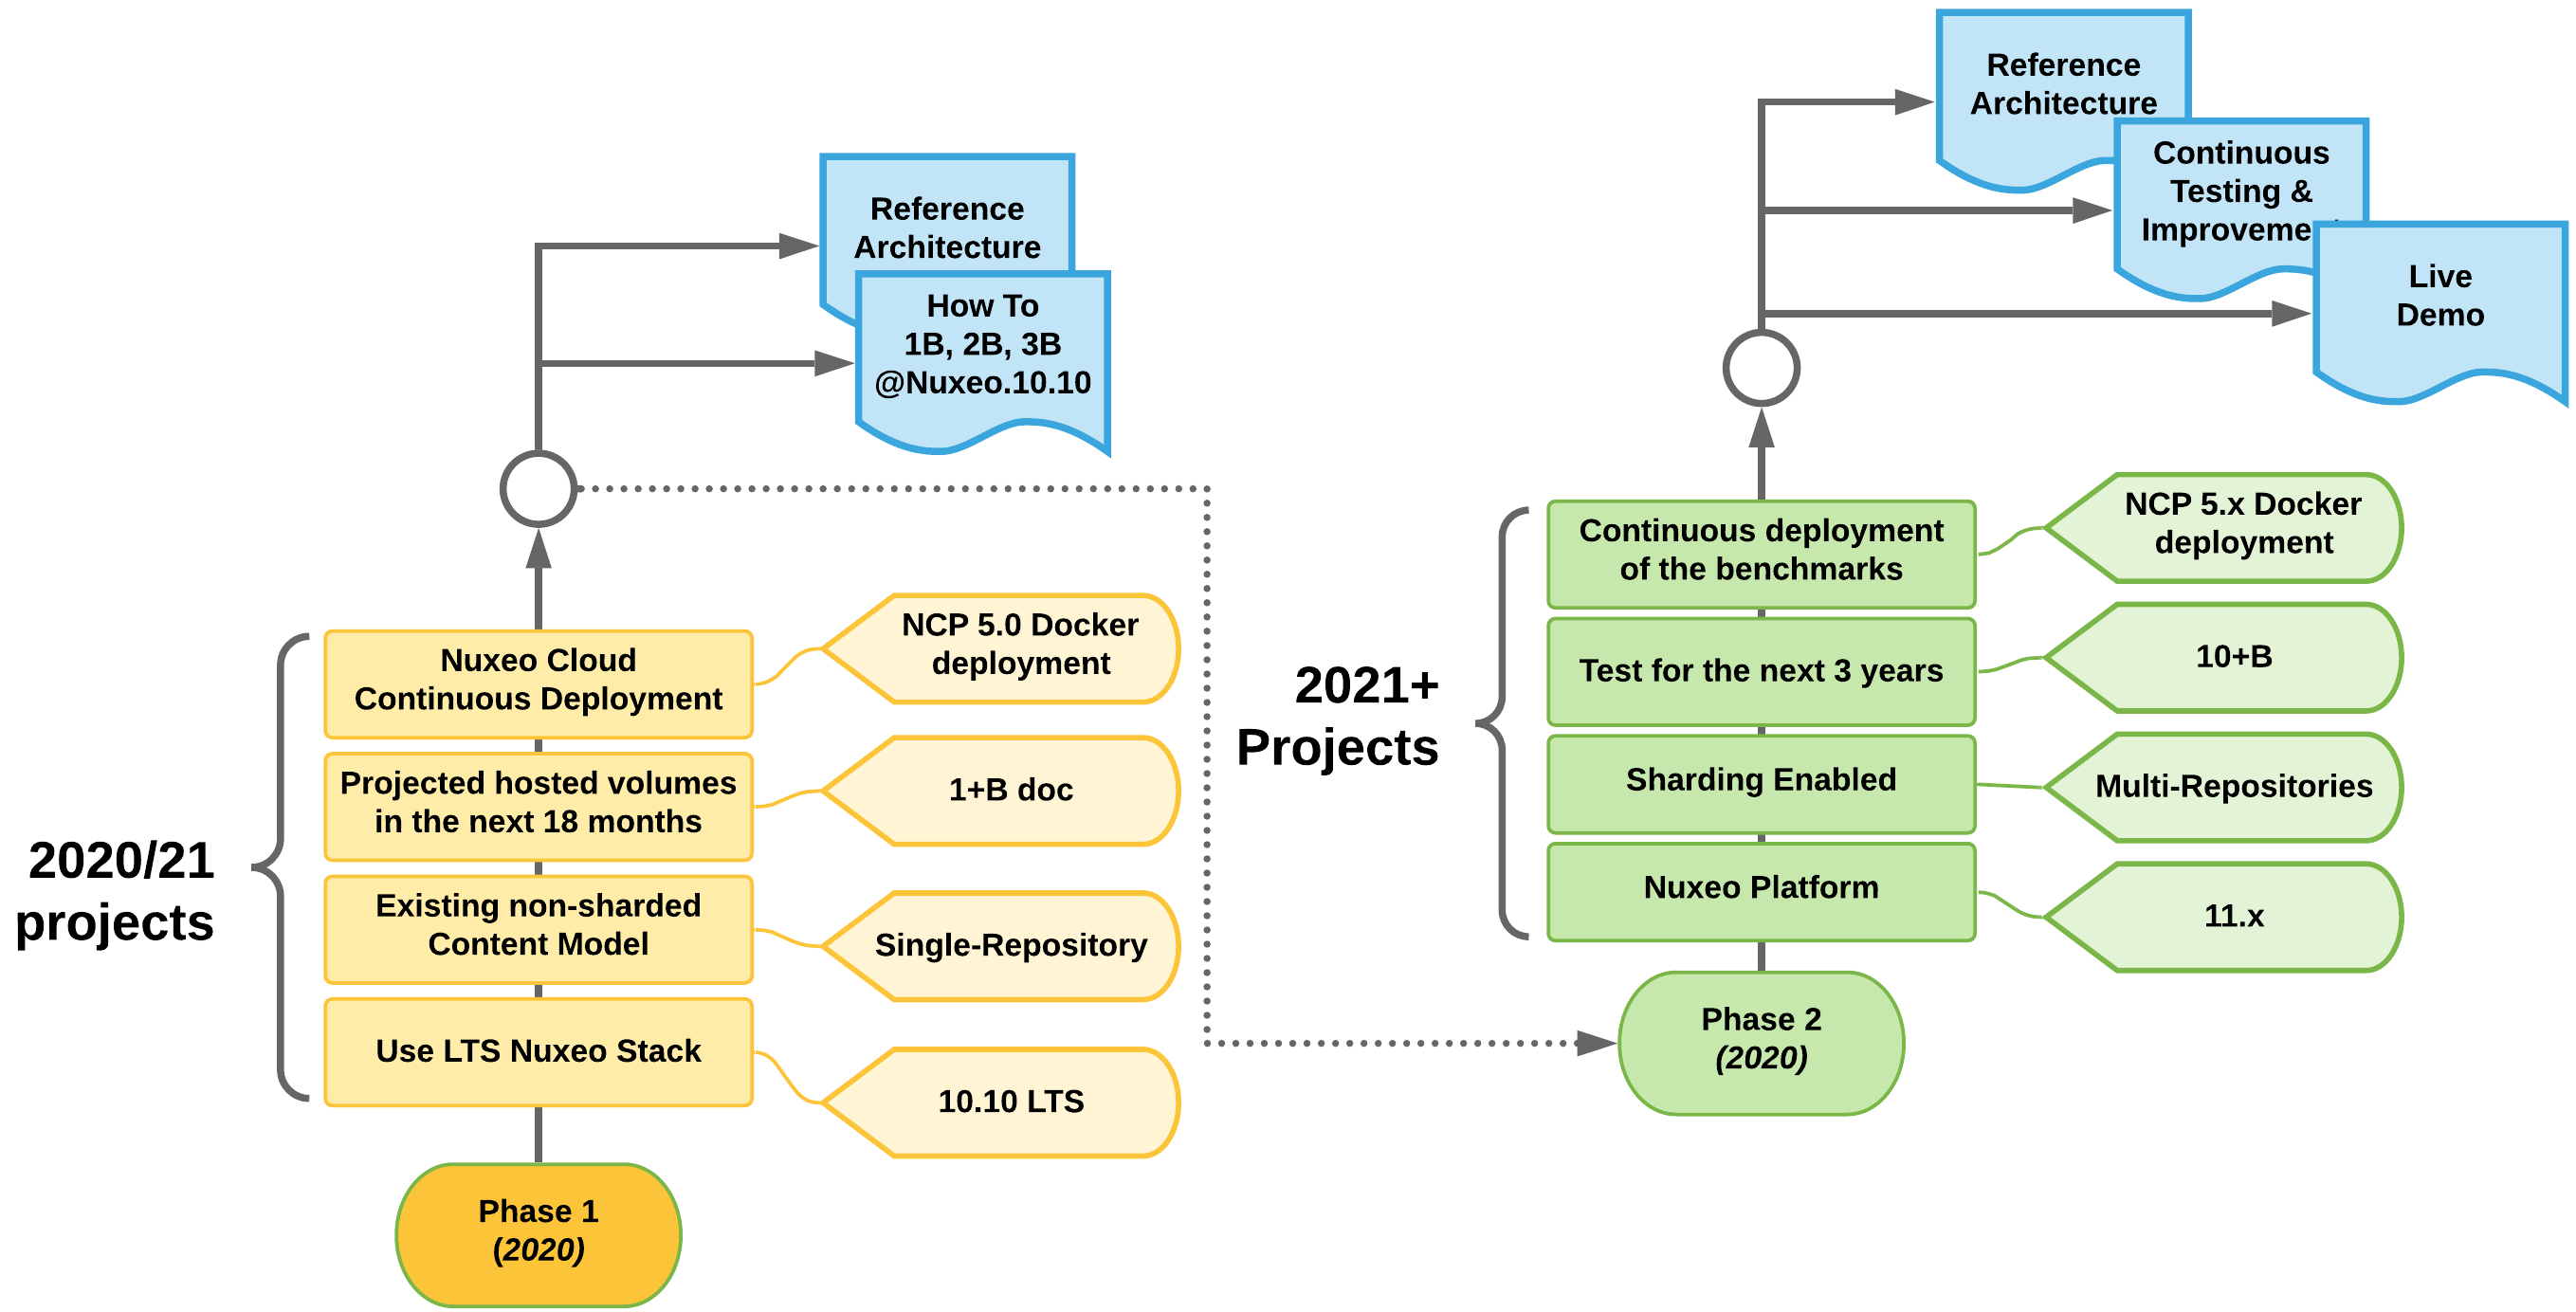 Reference
Architecture
How To
1B, 2B, 3B
@Nuxeo.10.10
2020/21
projects
Nuxeo Cloud
Continuous Deployment
NCP 5.0 Docker
deployment
Projected hosted volumes
in the next 18 months
1+B doc
Existing non-sharded
Content Model
Single-Repository
Use LTS Nuxeo Stack
10.10 LTS
Phase 1
(2020)
Reference
Architecture
Continuous
Testing &
Improvemen
Live
Demo
2021+
Projects
Continuous deployment
of the benchmarks
NCP 5.x Docker
deployment
Test for the next 3 years
10+B
Sharding Enabled
Multi-Repositories
Nuxeo Platform
11.x
Phase 2
(2020)